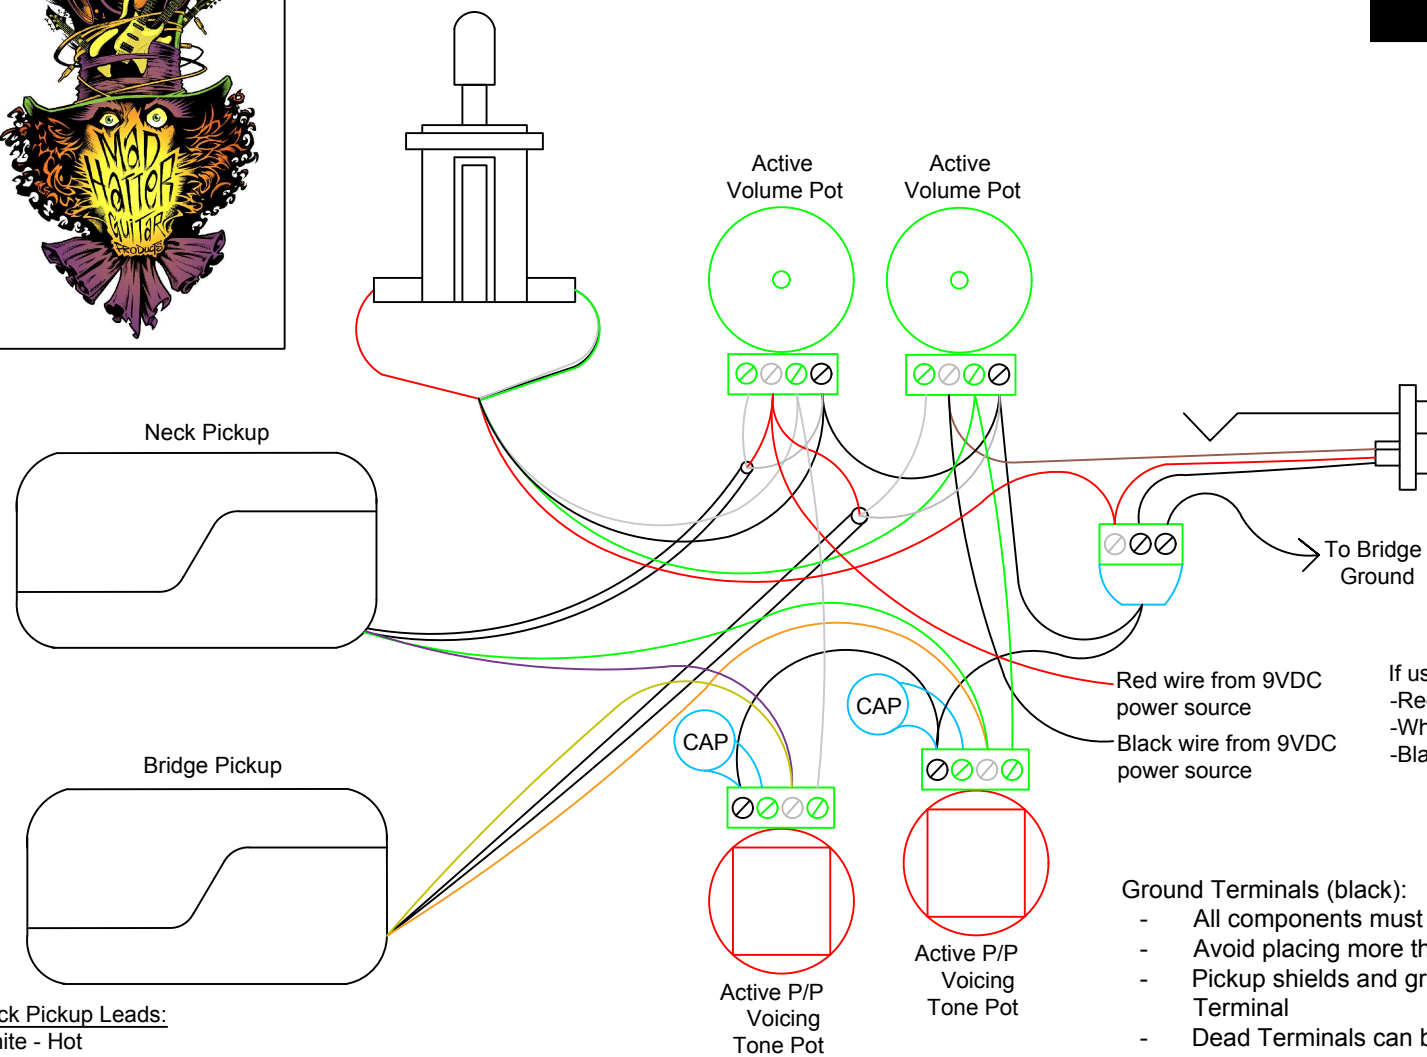 MaD
HaTTeR
GuiTaR
PRODucTS
Active
Volume Pot
Active
Volume Pot
Neck Pickup
To Bridge
Ground
Red wire from 9VDC
power source
Black wire from 9VDC
power source
If us
-Re
-Wh
-Bla
CAP
CAP
Bridge Pickup
Ground Terminals (black):
- All components must
- Avoid placing more th
- Pickup shields and gr
Terminal
- Dead Terminals can b
Active P/P
Voicing
Tone Pot
Active P/P
Voicing
Tone Pot
ck Pickup Leads:
ite - Hot